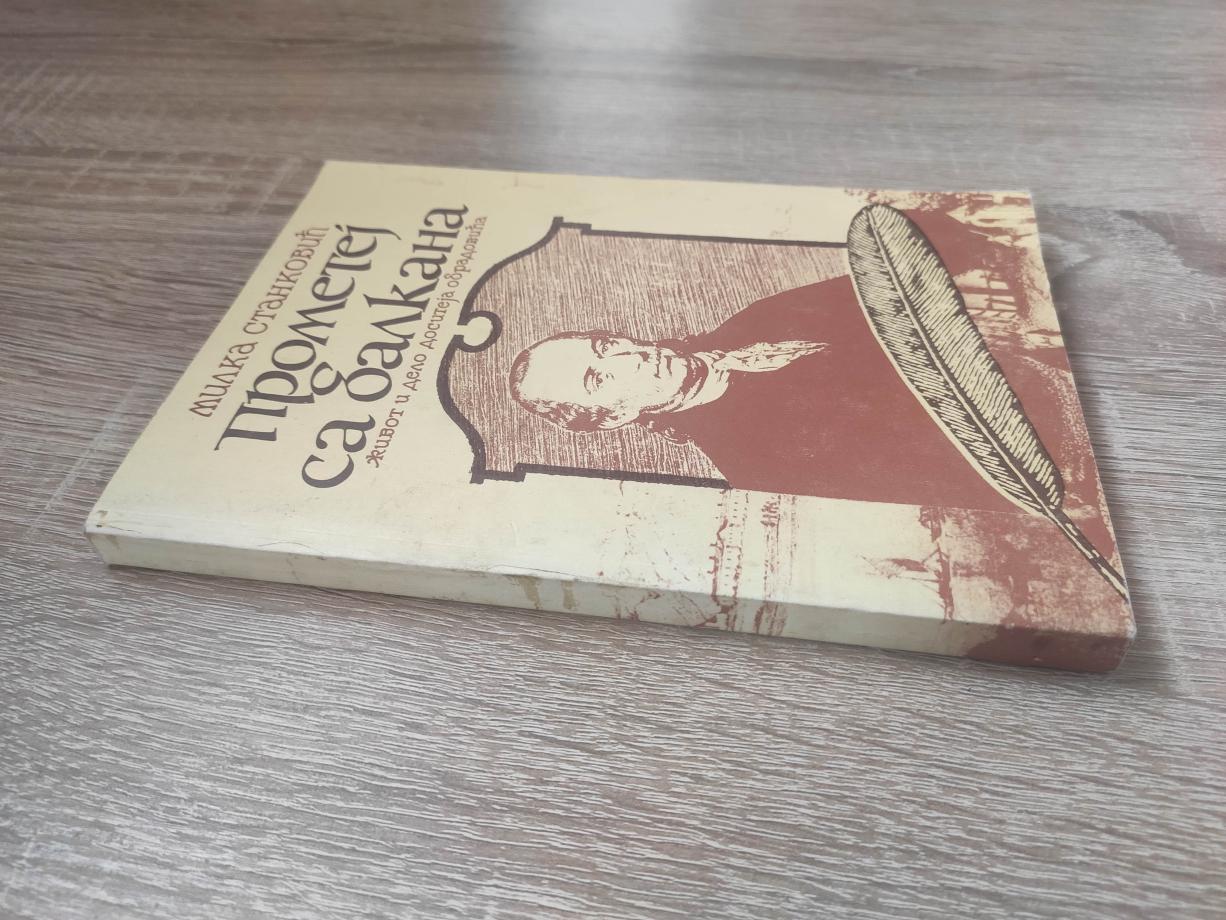 Милка Станковић
Прометеј
са Балкана
живот и дело Доситеја Обрадовића